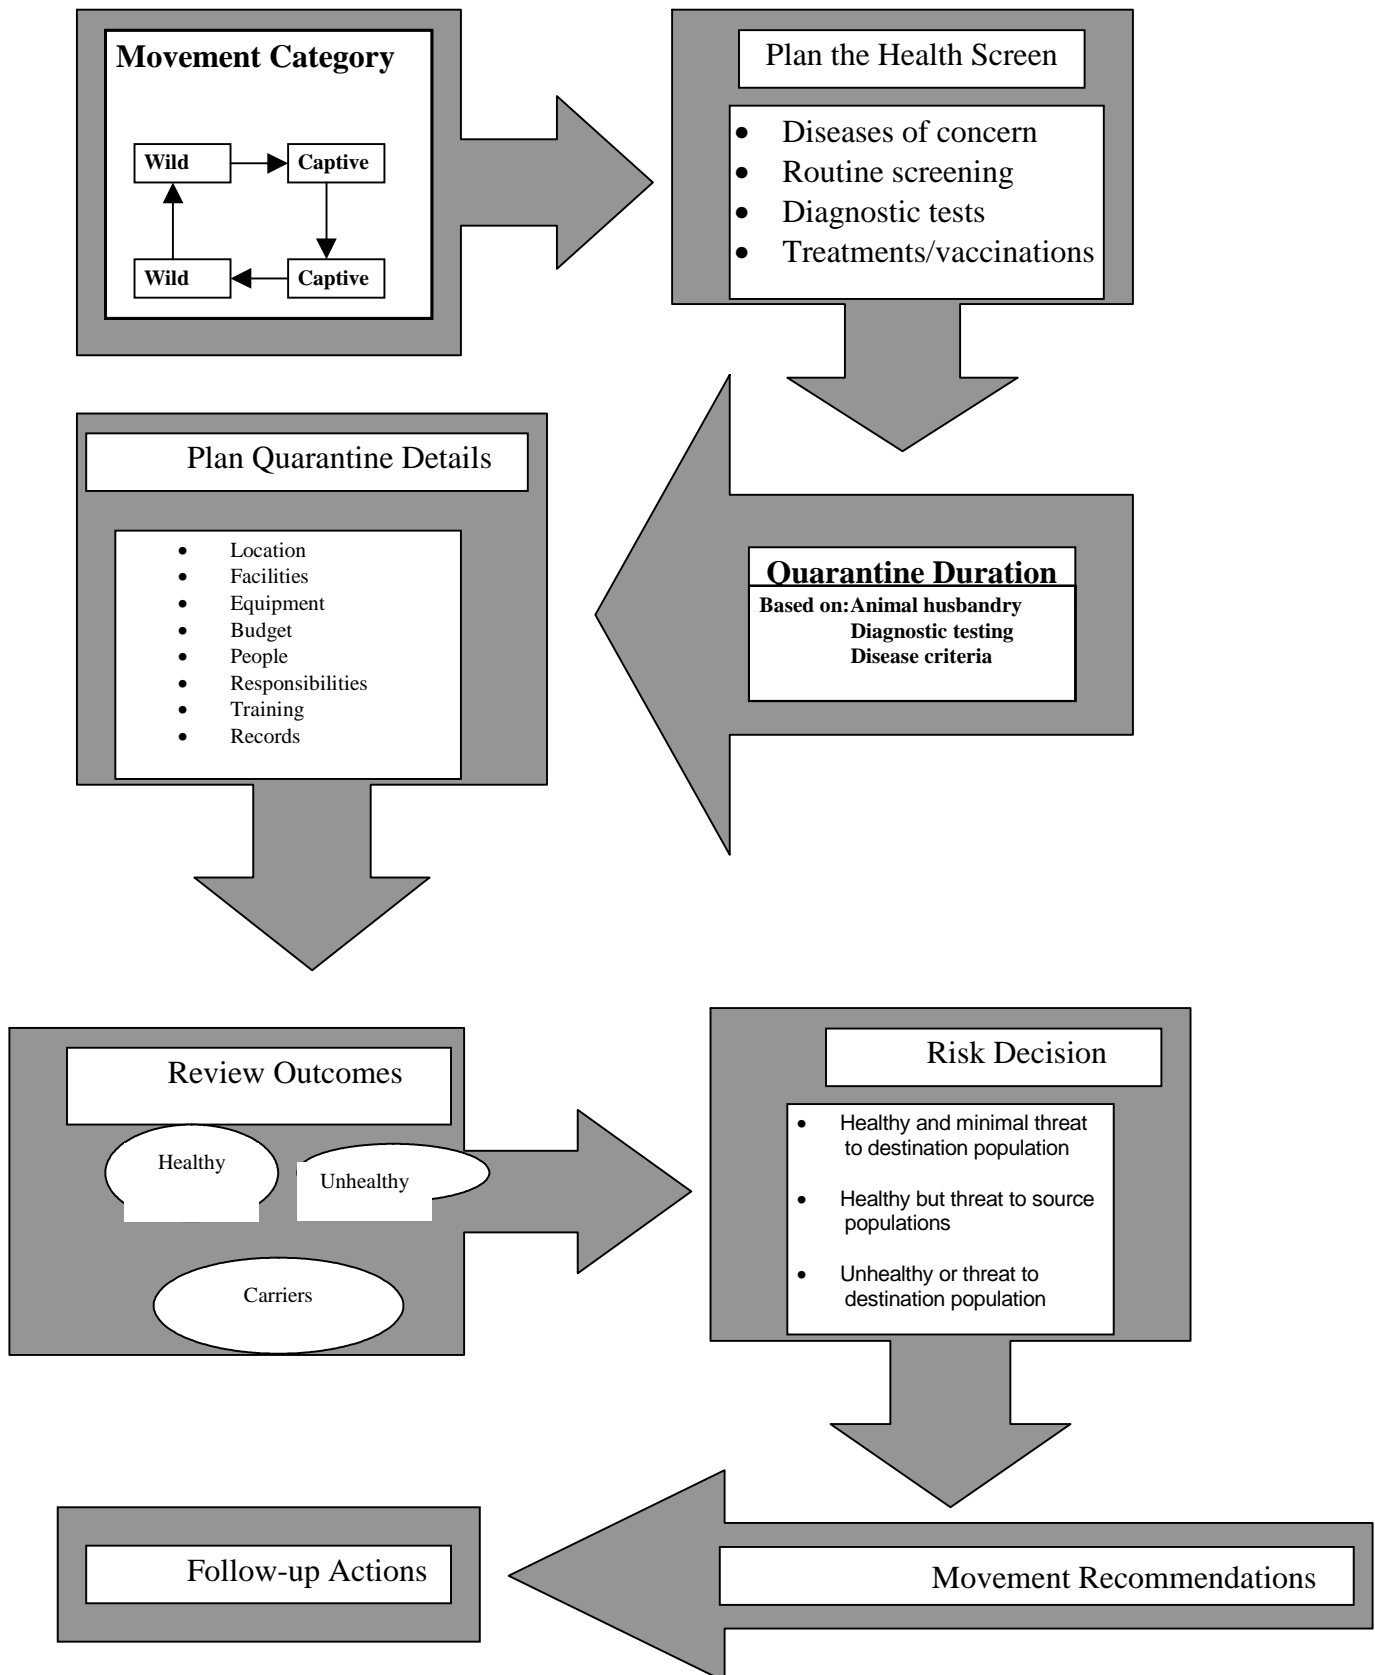 Movement Category
Wild
Captive
Wild
Captive
Plan the Health Screen
• Diseases of concern
• Routine screening
• Diagnostic tests
• Treatments/vaccinations
Quarantine Duration
Based on:Animal husbandry
Diagnostic testing
Disease criteria
Plan Quarantine Details
• Location
• Facilities
• Equipment
• Budget
• People
• Responsibilities
• Training
• Records
Review Outcomes
Healthy
Unhealthy
Carriers
Risk Decision
• Healthy and minimal threat
to destination population
• Healthy but threat to source
populations
• Unhealthy or threat to
destination population
Movement Recommendations
Follow-up Actions